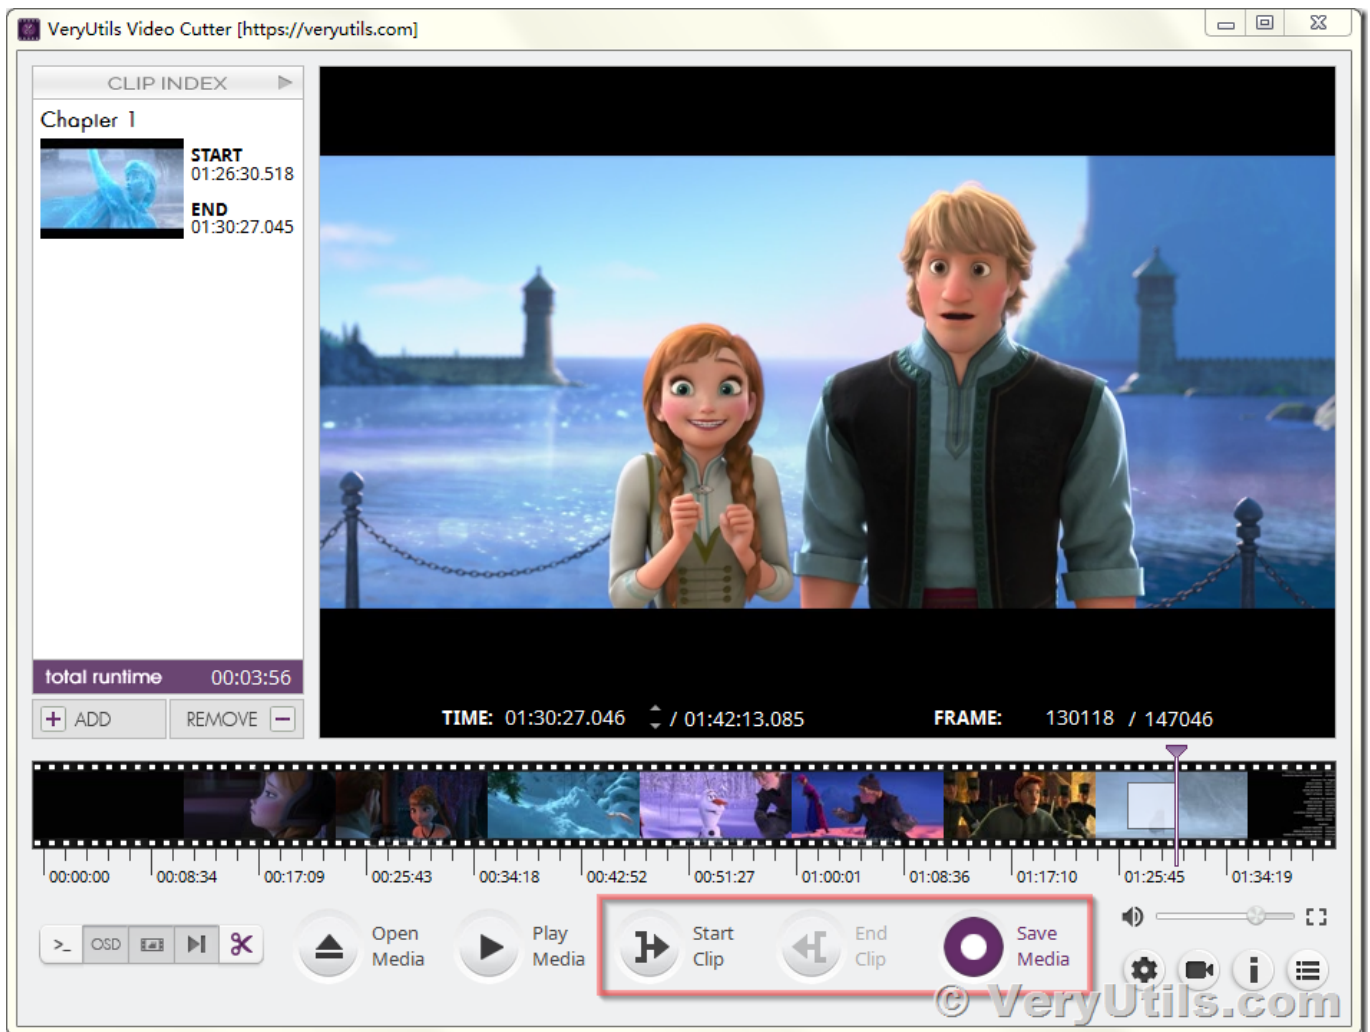 VeryUtils Video Cutter [https://veryutils.com]
CLIP INDEX
Chapter 1
START
01:26:30.518
END
01:30:27.045
total runtime 00:03:56
ADD REMOVE
TIME: 01:30:27.046 / 01:42:13.085 FRAME: 130118 / 147046
00:00:00 00:08:34 00:17:09 00:25:43 00:34:18 00:42:52 00:51:27 01:00:01 01:08:36 01:17:10 01:25:45 01:34:19
>_ OSD
Open Media
Play Media
Start Clip
End Clip
Save Media
© VeryUtils.com